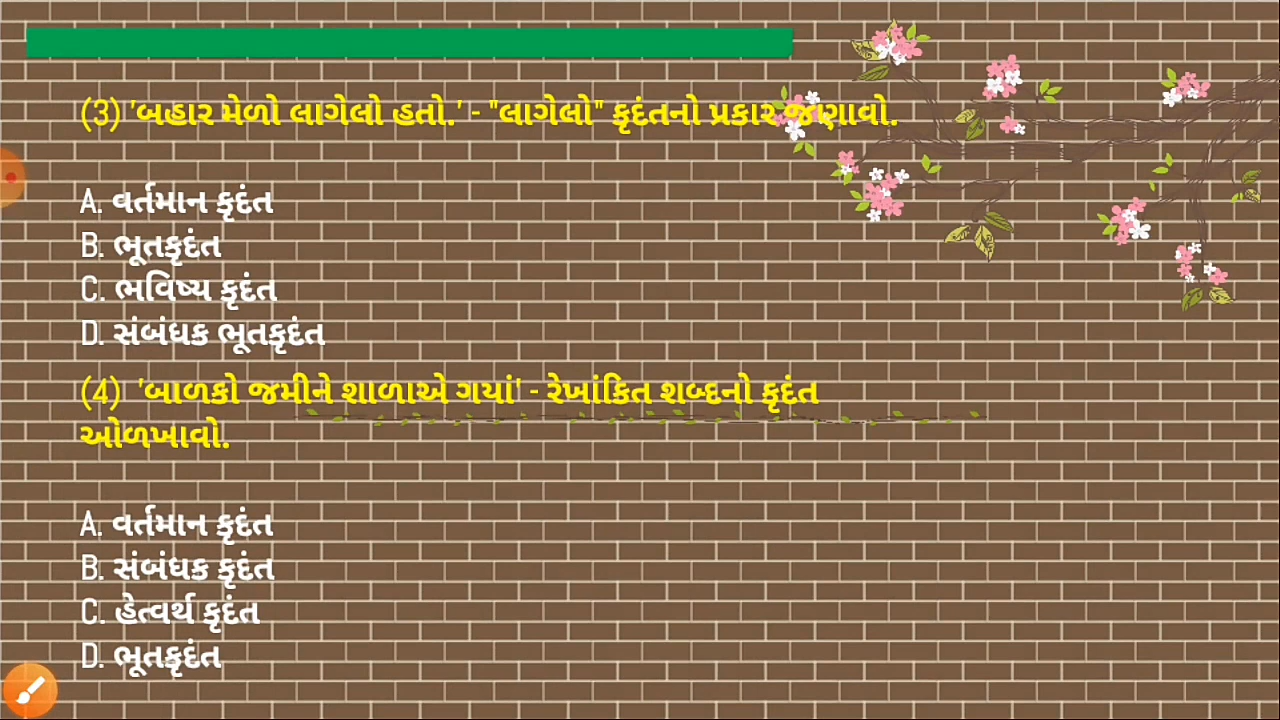 (3) 'બહાર મેળો લાગેલો હતો.' - "લાગેલો" કૃદંતનો પ્રકાર જણાવો.
A. વર્તમાન કૃદંત
B. ભૂતકૃદંત
C. ભવિષ્ય કૃદંત
D. સંબંધક ભૂતકૃદંત
(4) 'બાળકો જમીને શાળાએ ગયાં' - રેખાંકિત શબ્દનો કૃદંત
ઓળખાવો.
A. વર્તમાન કૃદંત
B. સંબંધક કૃદંત
C. હેત્વર્થ કૃદંત
D. ભૂતકૃદંત